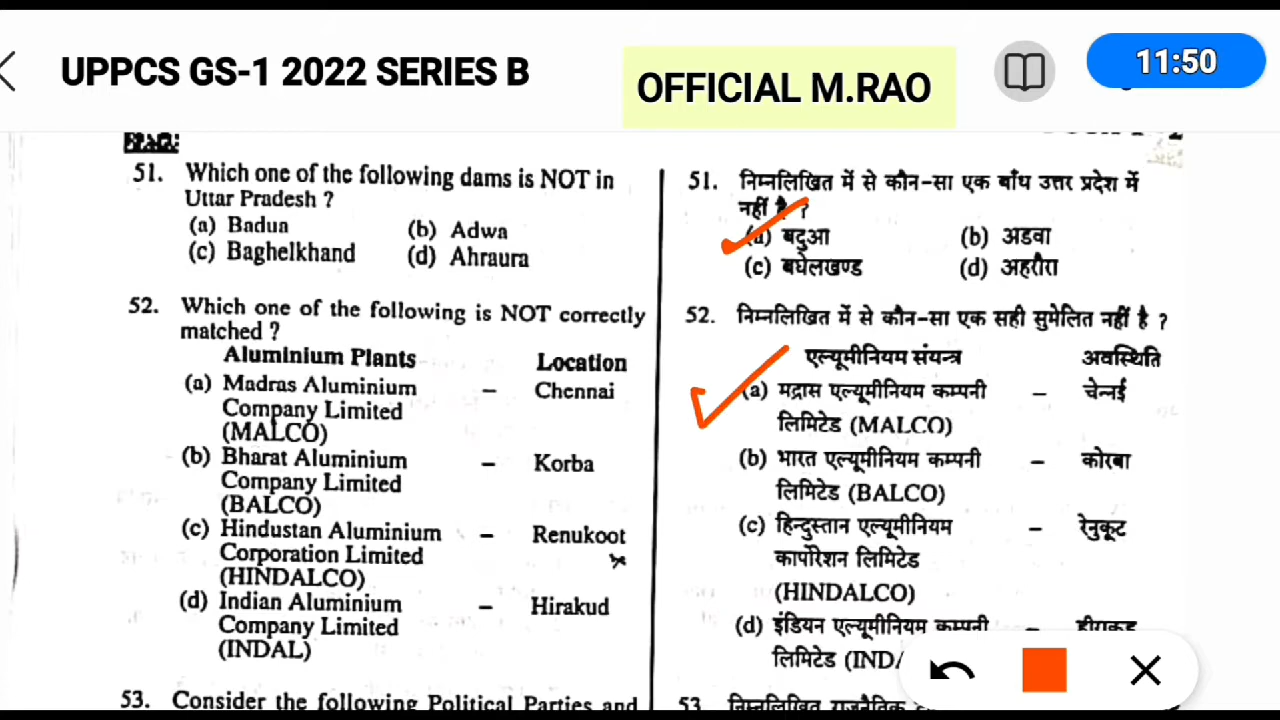 UPPCS GS-1 2022 SERIES B
OFFICIAL M.RAO
11:50
51. Which one of the following dams is NOT in
Uttar Pradesh ?
(a) Badua (b) Adwa
(c) Baghelkhand (d) Ahraura
52. Which one of the following is NOT correctly
matched ?
Aluminium Plants Location
(a) Madras Aluminium – Chennai
Company Limited
(MALCO)
(b) Bharat Aluminium – Korba
Company Limited
(BALCO)
(c) Hindustan Aluminium – Renukoot
Corporation Limited
(HINDALCO)
(d) Indian Aluminium – Hirakud
Company Limited
(INDAL)
53. Consider the following Political Parties and
51. निम्नलिखित में से कौन-सा एक बाँध उत्तर प्रदेश में
नहीं है ?
(a) बदुआ (b) अडवा
(c) बघेलखण्ड (d) अहरौरा
52. निम्नलिखित में से कौन-सा एक सही सुमेलित नहीं है ?
एल्यूमीनियम संयन्त्र अवस्थिति
(a) मद्रास एल्यूमीनियम कम्पनी – चेन्नई
लिमिटेड (MALCO)
(b) भारत एल्यूमीनियम कम्पनी – कोरबा
लिमिटेड (BALCO)
(c) हिन्दुस्तान एल्यूमीनियम – रेनुकूट
कार्पोरेशन लिमिटेड
(HINDALCO)
(d) इंडियन एल्यूमीनियम कम्पनी – हीराकुड
लिमिटेड
53 निम्नलिखित राजनैतिक